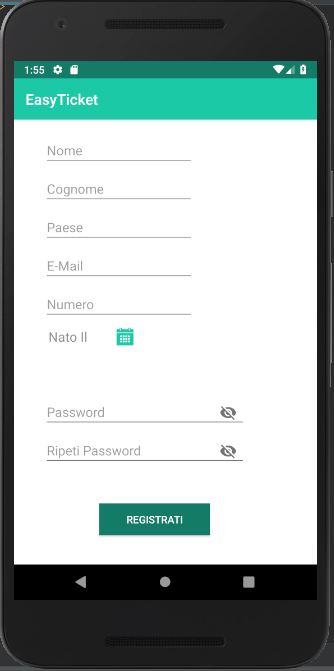 1:55
EasyTicket
Nome
Cognome
Paese
E-Mail
Numero
Nato Il
Password
Ripeti Password
REGISTRATI